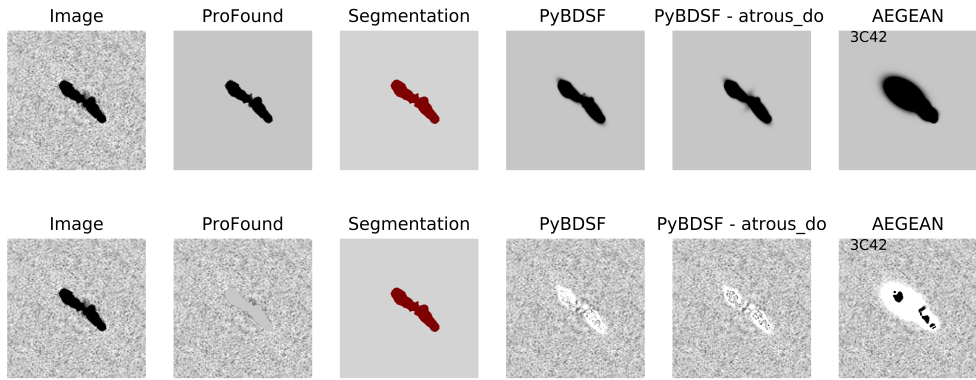 Image ProFound Segmentation PyBDSF PyBDSF - atrous_do AEGEAN
3C42
Image ProFound Segmentation PyBDSF PyBDSF - atrous_do AEGEAN
3C42